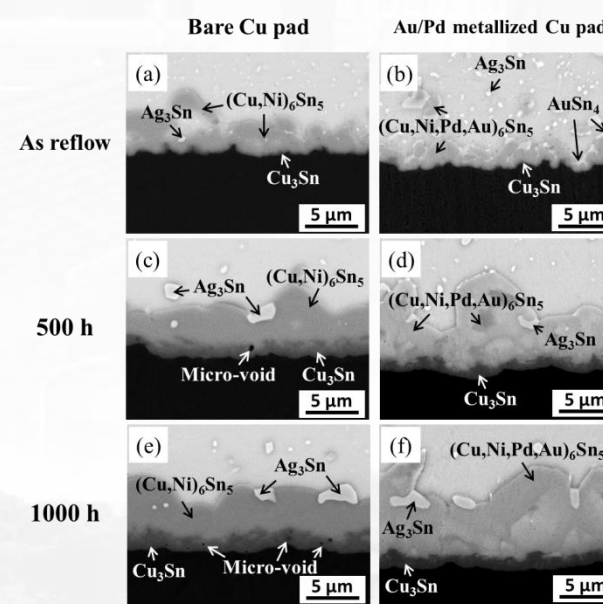 Bare Cu pad
Au/Pd metallized Cu pad
As reflow
(a)
Ag₃Sn
(Cu,Ni)₆Sn₅
Cu₃Sn
5 μm
(b)
Ag₃Sn
AuSn₄
(Cu,Ni,Pd,Au)₆Sn₅
Cu₃Sn
5 μm
500 h
(c)
Ag₃Sn
(Cu,Ni)₆Sn₅
Micro-void
Cu₃Sn
5 μm
(d)
(Cu,Ni,Pd,Au)₆Sn₅
Ag₃Sn
Cu₃Sn
5 μm
1000 h
(e)
Ag₃Sn
(Cu,Ni)₆Sn₅
Cu₃Sn
Micro-void
5 μm
(f)
(Cu,Ni,Pd,Au)₆Sn₅
Ag₃Sn
Cu₃Sn
5 μm